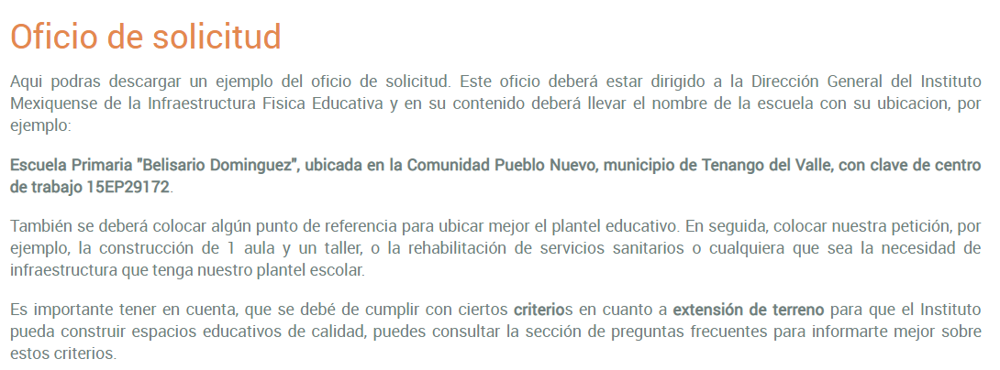 Oficio de solicitud
Aqui podras descargar un ejemplo del oficio de solicitud. Este oficio deberá estar dirigido a la Dirección General del Instituto
Mexiquense de la Infraestructura Fisica Educativa y en su contenido deberá llevar el nombre de la escuela con su ubicacion, por
ejemplo:
Escuela Primaria "Belisario Dominguez", ubicada en la Comunidad Pueblo Nuevo, municipio de Tenango del Valle, con clave de centro
de trabajo 15EP29172.
También se deberá colocar algún punto de referencia para ubicar mejor el plantel educativo. En seguida, colocar nuestra petición, por
ejemplo, la construcción de 1 aula y un taller, o la rehabilitación de servicios sanitarios o cualquiera que sea la necesidad de
infraestructura que tenga nuestro plantel escolar.
Es importante tener en cuenta, que se debé de cumplir con ciertos criterios en cuanto a extensión de terreno para que el Instituto
pueda construir espacios educativos de calidad, puedes consultar la sección de preguntas frecuentes para informarte mejor sobre
estos criterios.